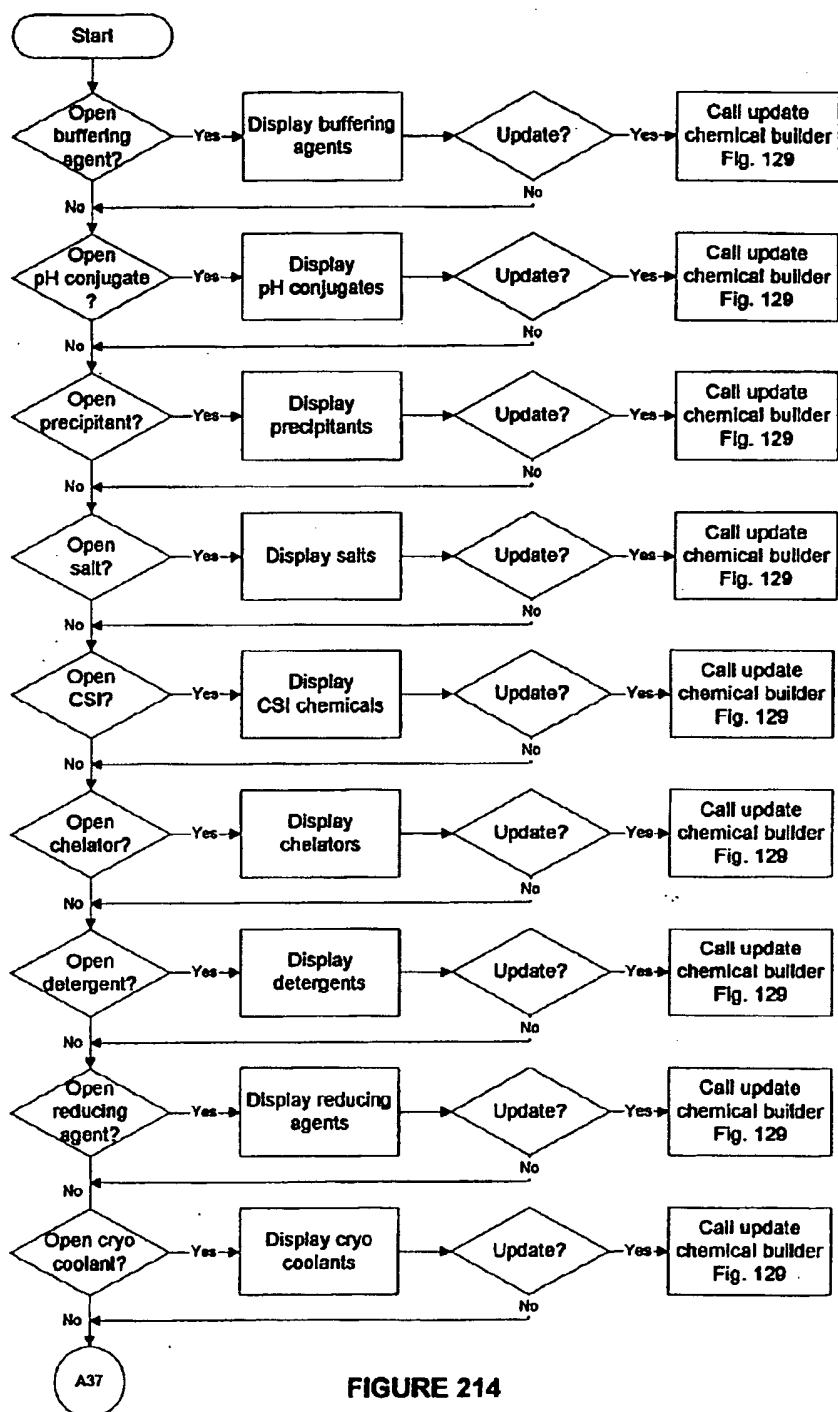 Start
Open
buffering
agent?
Yes
Display buffering
agents
Update?
Yes
Call update
chemical builder
Fig. 129
No
No
Open
pH conjugate
?
Yes
Display
pH conjugates
Update?
Yes
Call update
chemical builder
Fig. 129
No
No
Open
precipitant?
Yes
Display
precipitants
Update?
Yes
Call update
chemical builder
Fig. 129
No
No
Open
salt?
Yes
Display salts
Update?
Yes
Call update
chemical builder
Fig. 129
No
No
Open
CSI?
Yes
Display
CSI chemicals
Update?
Yes
Call update
chemical builder
Fig. 129
No
No
Open
chelator?
Yes
Display
chelators
Update?
Yes
Call update
chemical builder
Fig. 129
No
No
Open
detergent?
Yes
Display
detergents
Update?
Yes
Call update
chemical builder
Fig. 129
No
No
Open
reducing
agent?
Yes
Display reducing
agents
Update?
Yes
Call update
chemical builder
Fig. 129
No
No
Open cryo
coolant?
Yes
Display cryo
coolants
Update?
Yes
Call update
chemical builder
Fig. 129
No
No
A37
FIGURE 214